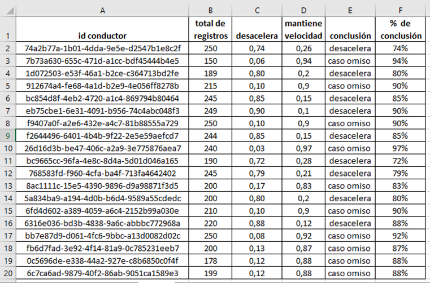 A B C D E F
1 id conductor total de registros desacelera mantiene velocidad conclusión % de conclusión
2 74a2b77a-1b01-4dda-9e5e-d2547b1e8c2f 250 0,74 0,26 desacelera 74%
3 7b73a630-655c-471d-a1cc-bdf45444b4e5 150 0,06 0,94 caso omiso 94%
4 1d072503-e53f-46a1-b2ce-c364713bd2fe 189 0,80 0,2 desacelera 80%
5 912674a4-fe68-4a1d-b2e9-4e056ff8278b 215 0,10 0,9 caso omiso 90%
6 bc854d8f-4eb2-4720-a1c4-869794b80464 245 0,85 0,15 desacelera 85%
7 eb75cbe1-6e31-4091-b956-74c4abc048f3 249 0,90 0,1 desacelera 90%
8 f9407a0f-a2e6-432e-a4c7-81b88555a729 250 0,10 0,9 caso omiso 90%
9 f2644496-6401-4b4b-9f22-2e5e59aefcd7 244 0,85 0,15 desacelera 85%
10 26d16d3b-be47-406c-a2a9-3e775876aea7 240 0,03 0,97 caso omiso 97%
11 bc9665cc-96fa-4e8c-8d4a-5d01d046a165 190 0,72 0,28 desacelera 72%
12 768583fd-f960-4cfa-ba4f-713fa4642402 245 0,79 0,21 desacelera 79%
13 8ac1111c-15e5-4390-9896-d9a98871f3d5 200 0,17 0,83 caso omiso 83%
14 5a834ba9-a194-4d0b-b6d4-9589a55cdedc 200 0,80 0,2 desacelera 80%
15 6fd4d602-a389-4059-a6c4-2152b99a030e 210 0,10 0,9 caso omiso 90%
16 6316e036-bd3b-4838-9a6c-abbbc772968a 220 0,88 0,12 desacelera 88%
17 bb7e87d9-d061-4fc6-9bbc-a13d0082d02c 250 0,08 0,92 caso omiso 92%
18 fb6d7fad-3e92-4f14-81a9-0c785231eeb7 200 0,13 0,87 caso omiso 87%
19 0c5696de-e338-44a2-927e-c8b6850c0f4f 178 0,12 0,88 caso omiso 88%
20 6c7ca6ad-9879-40f2-86ab-9051ca1589e3 199 0,12 0,88 caso omiso 88%